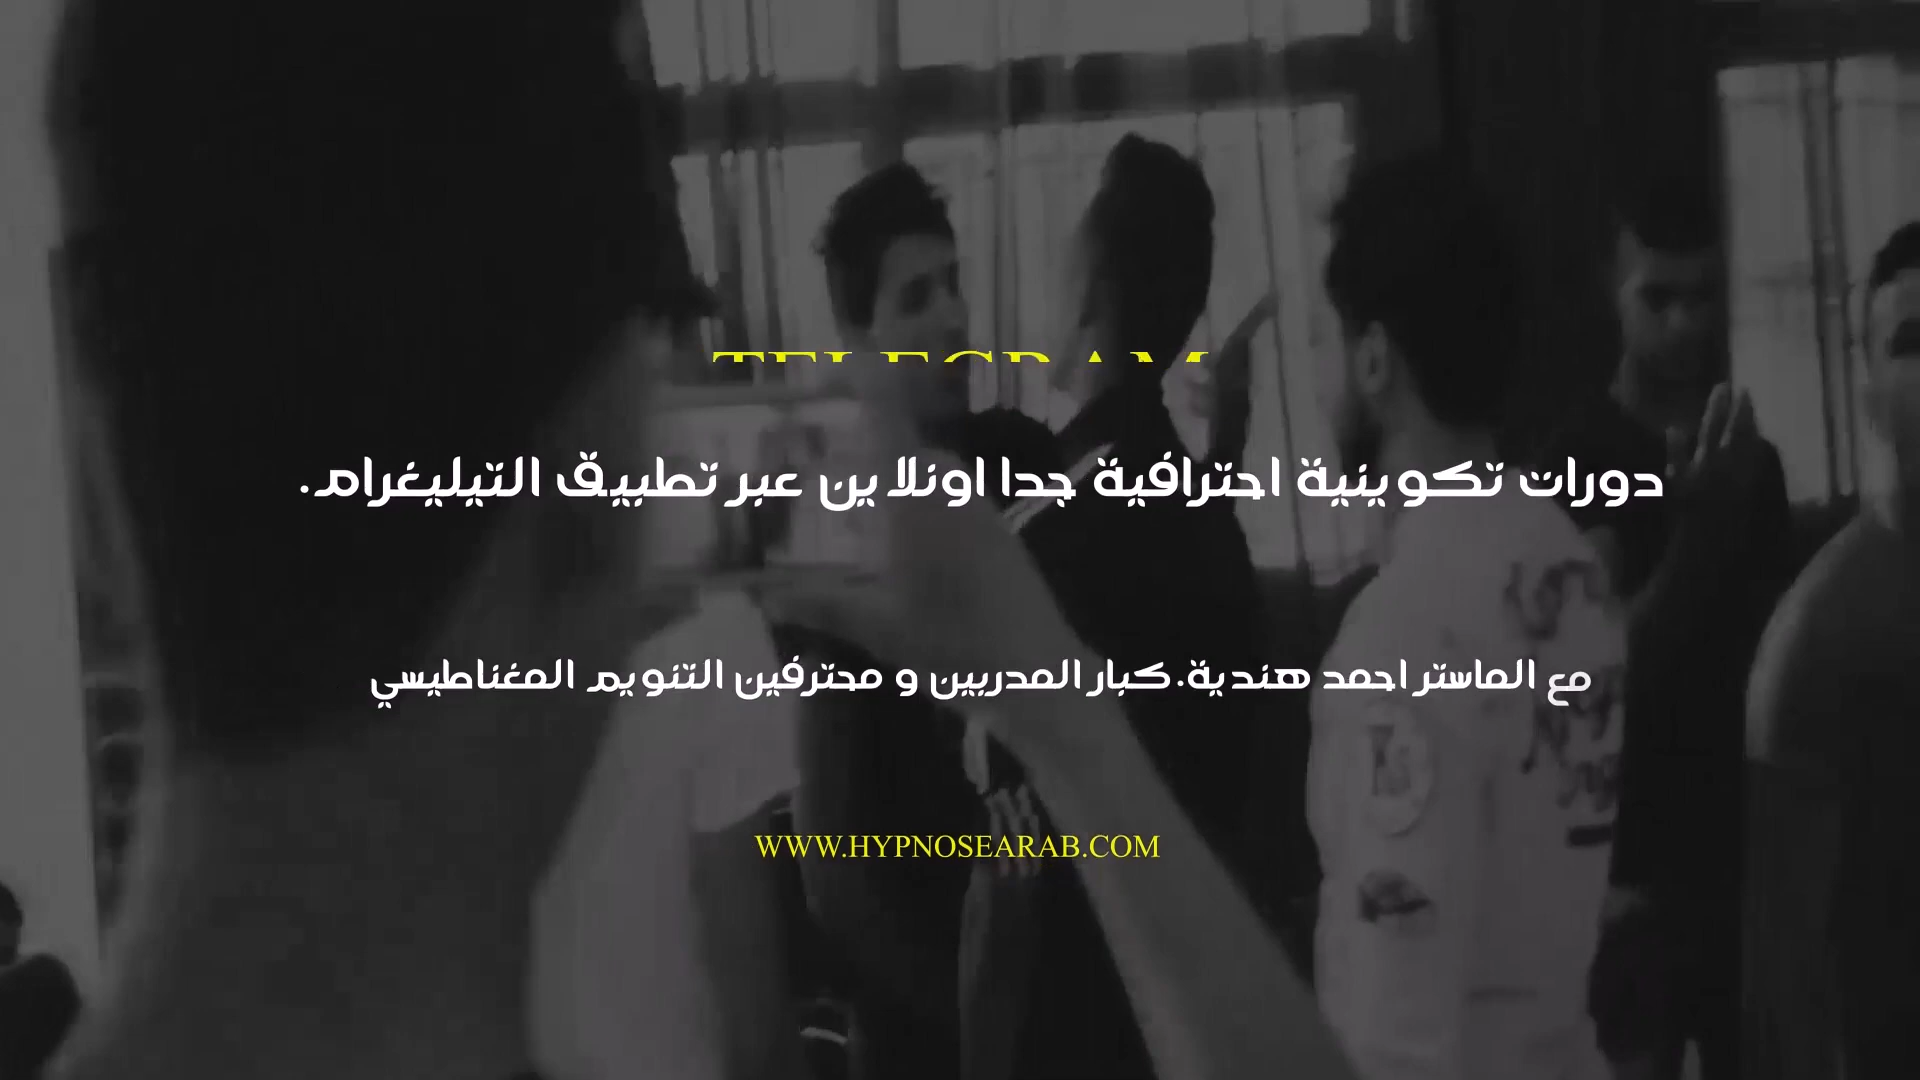 TELEGRAM
دورات تكوينية احترافية جدا اونلاين عبر تطبيق التيليغرام.
مع الماستر احمد هندية.كبار المدربين و محترفين التنويم المغناطيسي
WWW.HYPNOSEARAB.COM